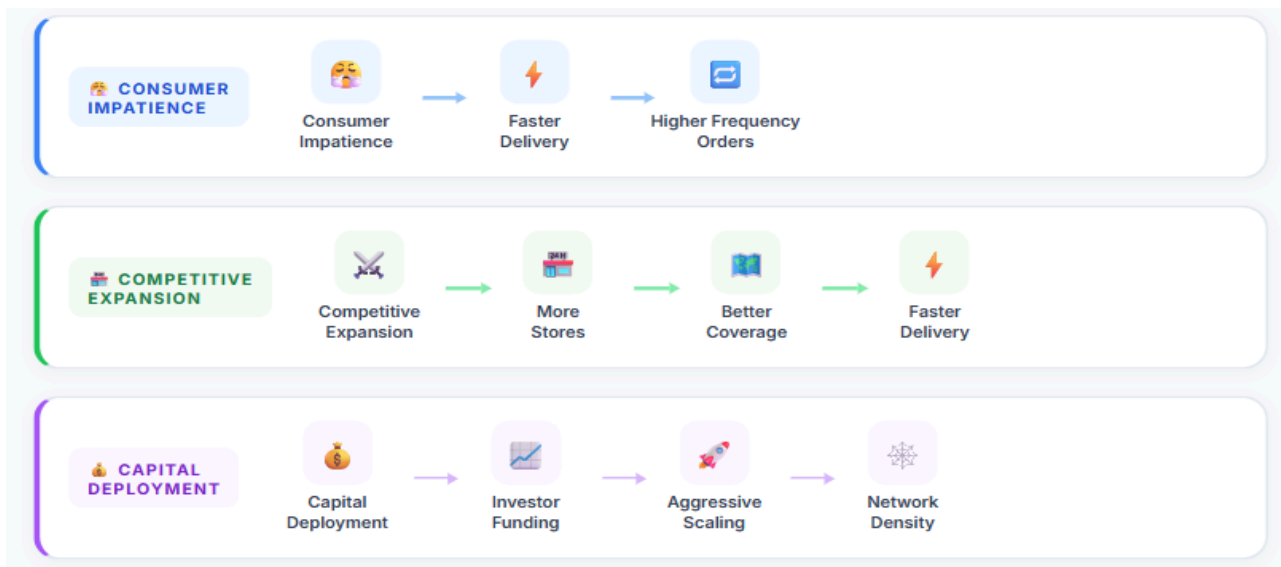 CONSUMER
IMPATIENCE
Consumer
Impatience
Faster
Delivery
Higher Frequency
Orders
COMPETITIVE
EXPANSION
Competitive
Expansion
24H
More
Stores
Better
Coverage
Faster
Delivery
CAPITAL
DEPLOYMENT
$
Capital
Deployment
Investor
Funding
Aggressive
Scaling
Network
Density